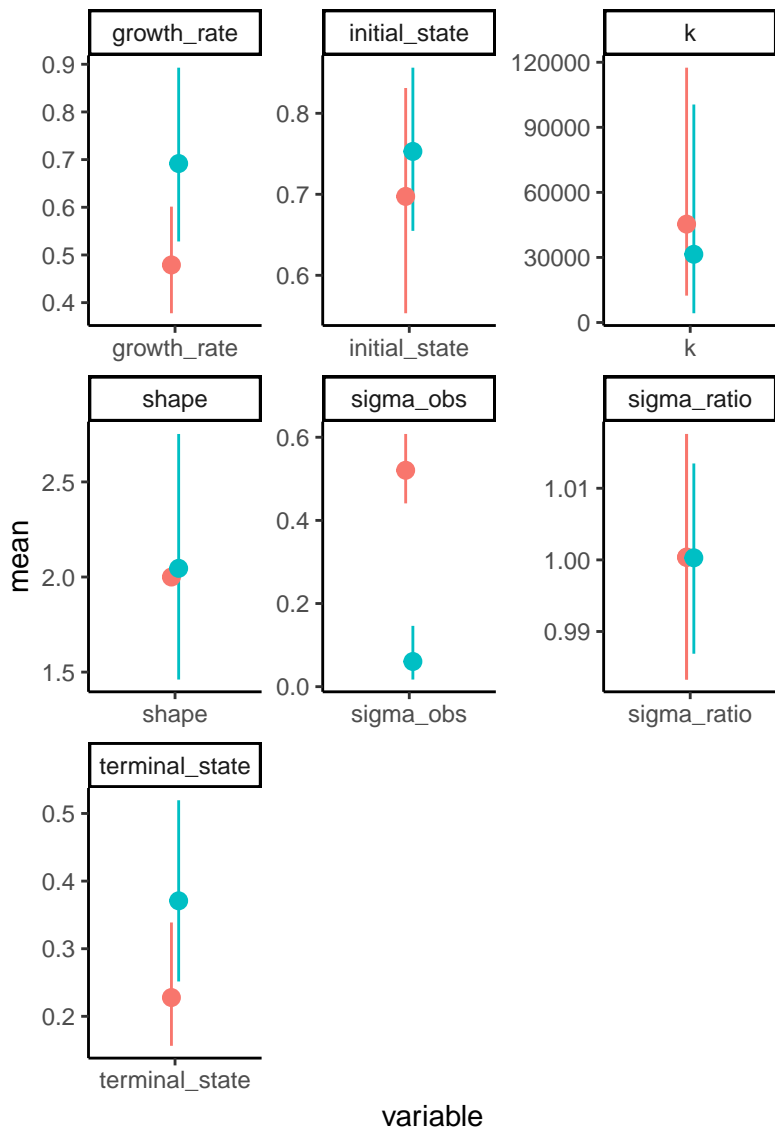 growth_rate
initial_state
k
0.9
0.8
0.7
0.6
0.5
0.4
0.8
0.7
0.6
120000
90000
60000
30000
0
growth_rate
initial_state
k
shape
sigma_obs
sigma_ratio
2.5
2.0
1.5
0.6
0.4
0.2
0.0
1.01
1.00
0.99
mean
shape
sigma_obs
sigma_ratio
terminal_state
0.5
0.4
0.3
0.2
terminal_state
variable